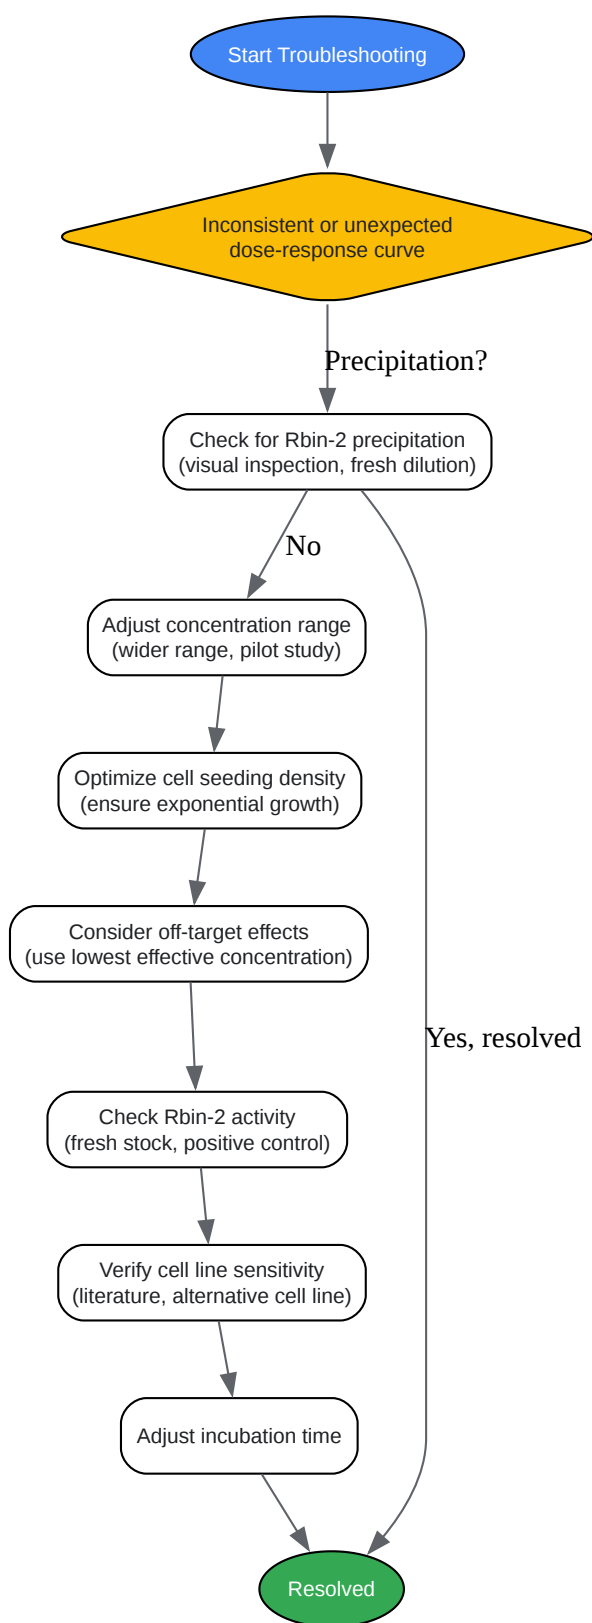 Start Troubleshooting
Inconsistent or unexpected
dose-response curve
Precipitation?
Check for Rbin-2 precipitation
(visual inspection, fresh dilution)
No
Adjust concentration range
(wider range, pilot study)
Optimize cell seeding density
(ensure exponential growth)
Consider off-target effects
(use lowest effective concentration)
Yes, resolved
Check Rbin-2 activity
(fresh stock, positive control)
Verify cell line sensitivity
(literature, alternative cell line)
Adjust incubation time
Resolved